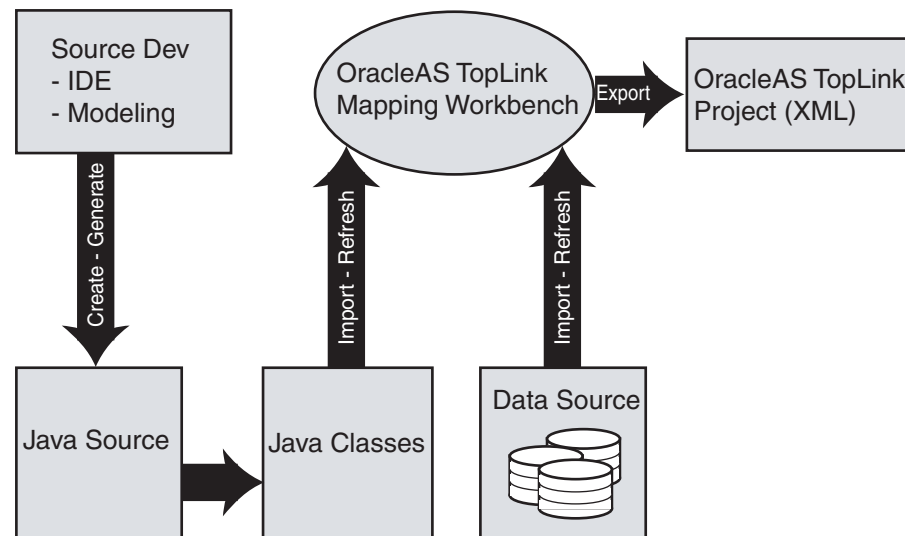 Source Dev
- IDE
- Modeling
OracleAS TopLink
Mapping Workbench
Export
OracleAS TopLink
Project (XML)
Create - Generate
Import - Refresh
Import - Refresh
Java Source
Java Classes
Data Source